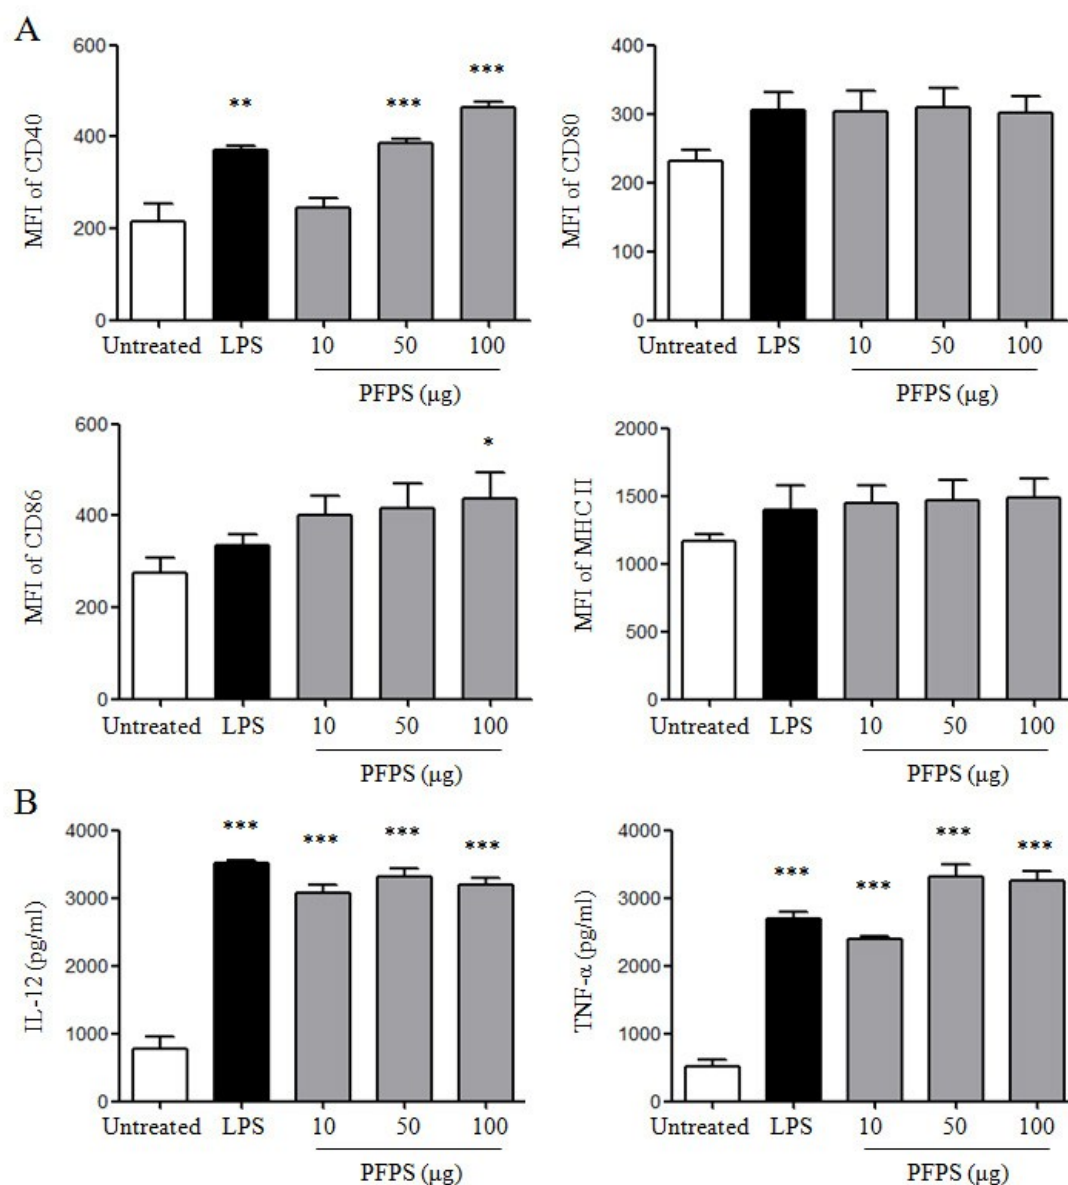 A
MFI of CD40
600
400
200
0
** *** ***
Untreated LPS 10 50 100
PFPS (µg)
MFI of CD80
400
300
200
100
0
Untreated LPS 10 50 100
PFPS (µg)
MFI of CD86
600
400
200
0
*
Untreated LPS 10 50 100
PFPS (µg)
MFI of MHC II
2000
1500
1000
500
0
Untreated LPS 10 50 100
PFPS (µg)
B
IL-12 (pg/ml)
4000
3000
2000
1000
0
*** *** *** ***
Untreated LPS 10 50 100
PFPS (µg)
TNF-α (pg/ml)
4000
3000
2000
1000
0
*** *** *** ***
Untreated LPS 10 50 100
PFPS (µg)